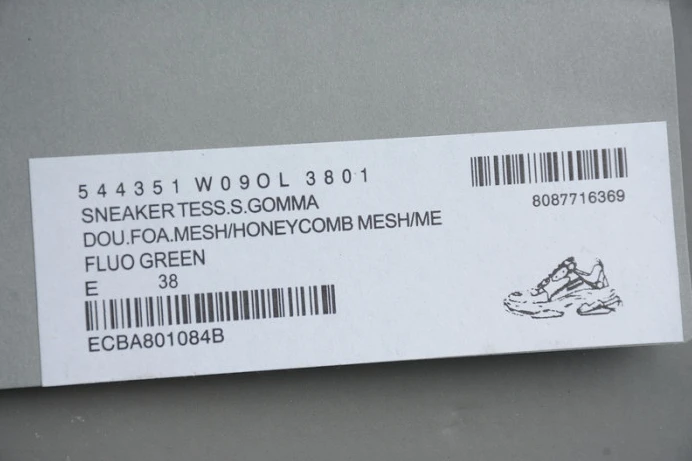 544351 W09OL 3801
SNEAKER TESS.S.GOMMA
DOU.FOA.MESH/HONEYCOMB MESH/ME
FLUO GREEN
E 38
ECBA801084B
8087716369